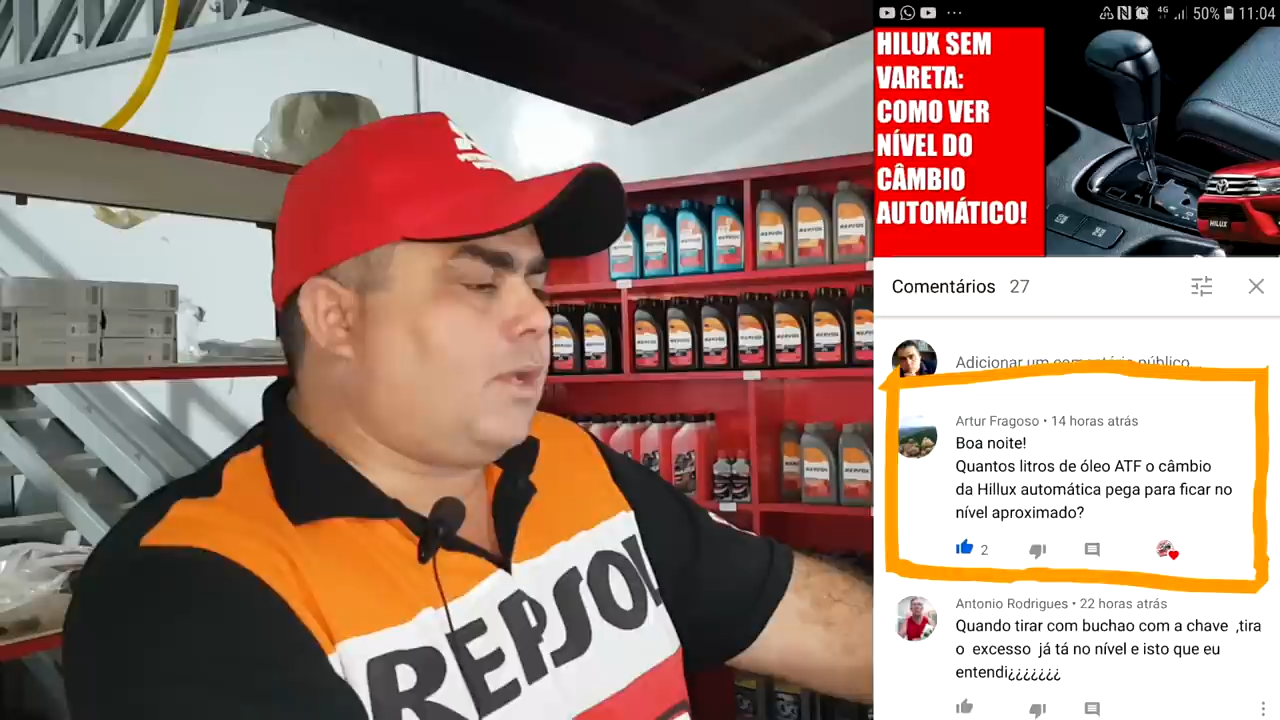 11:04
50%
4G
HILUX SEM
VARETA:
COMO VER
NÍVEL DO
CÂMBIO
AUTOMÁTICO!
HILUX
Comentários 27
Adicionar um comentário público...
Artur Fragoso • 14 horas atrás
Boa noite!
Quantos litros de óleo ATF o câmbio
da Hillux automática pega para ficar no
nível aproximado?
2
Antonio Rodrigues • 22 horas atrás
Quando tirar com buchao com a chave ,tira
o excesso já tá no nível e isto que eu
entendi¿¿¿¿¿¿¿
REPSOL
REPSOL
REPSOL